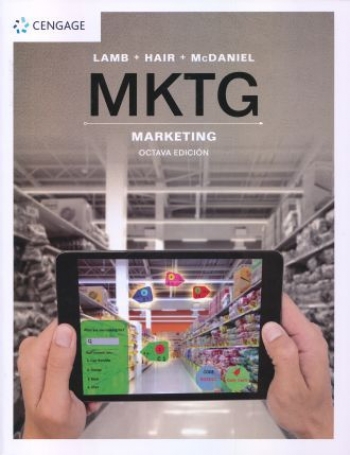 CENGAGE
LAMB + HAIR + McDANIEL
MKTG
MARKETING
OCTAVA EDICIÓN